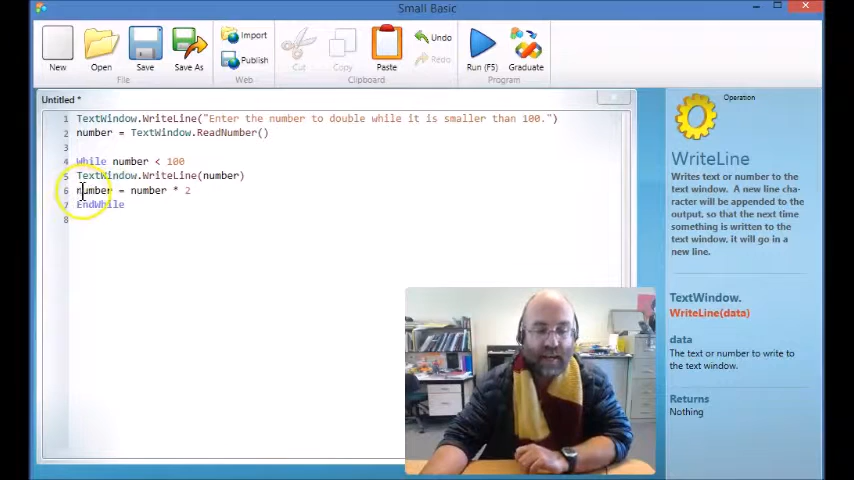 Small Basic
New
Open
Save
Save As
Import
Publish
Cut
Copy
Paste
Undo
Redo
Run (F5)
Graduate
File
Web
Clipboard
Program
Untitled *
1 TextWindow.WriteLine("Enter the number to double while it is smaller than 100.")
2 number = TextWindow.ReadNumber()
3
4 While number < 100
5 TextWindow.WriteLine(number)
6 number = number * 2
7 EndWhile
8
Operation
WriteLine
Writes text or number to the
text window. A new line cha-
racter will be appended to the
output, so that the next time
something is written to the
text window, it will go in a
new line.
TextWindow.
WriteLine(data)
data
The text or number to write to
the text window.
Returns
Nothing